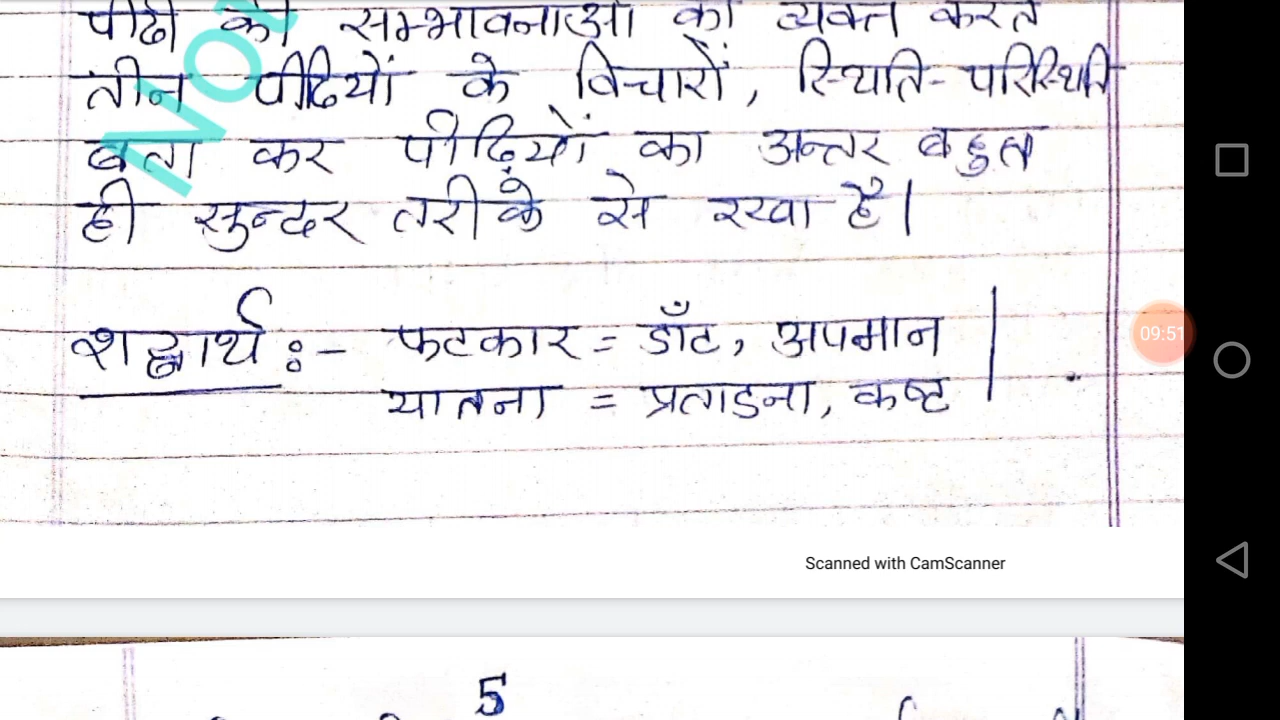 पीढी की सम्भावनाओं को व्यक्त करते
तीन पीढियों के विचारों, स्थिति-परिस्थिति
बता कर पीढ़ियों का अन्तर बहुत
ही सुन्दर तरीके से रखा है।
शब्दार्थ :- फटकार = डाँट, अपमान
यातना = प्रताडना, कष्ट
09:51
Scanned with CamScanner
5